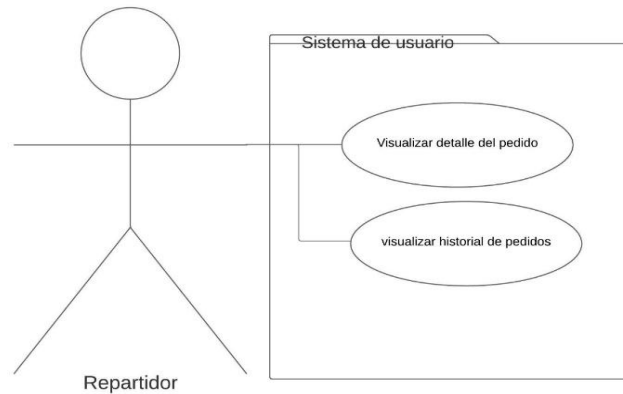 Sistema de usuario
Visualizar detalle del pedido
visualizar historial de pedidos
Repartidor